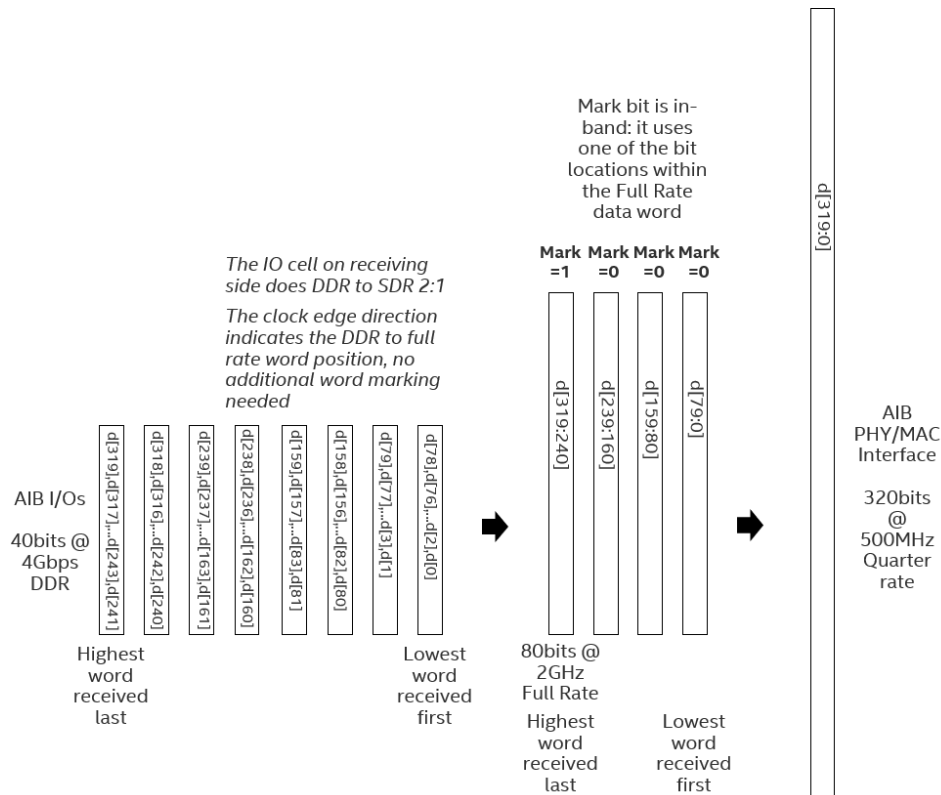 Mark bit is in-
band: it uses
one of the bit
locations within
the Full Rate
data word
d[319:0]
The IO cell on receiving
side does DDR to SDR 2:1
The clock edge direction
indicates the DDR to full
rate word position, no
additional word marking
needed
Mark Mark Mark Mark
=1 =0 =0 =0
d[319:240]
d[239:160]
d[159:80]
d[79:0]
AIB I/Os
40bits @
4Gbps
DDR
d[319],d[317],...d[243],d[241]
d[318],d[316],...d[242],d[240]
d[239],d[237],...d[163],d[161]
d[238],d[236],...d[162],d[160]
d[159],d[157],...d[83],d[81]
d[158],d[156],...d[82],d[80]
d[79],d[77],...d[3],d[1]
d[78],d[76],...d[2],d[0]
AIB
PHY/MAC
Interface
320bits
@
500MHz
Quarter
rate
Highest
word
received
last
Lowest
word
received
first
80bits @
2GHz
Full Rate
Highest
word
received
last
Lowest
word
received
first